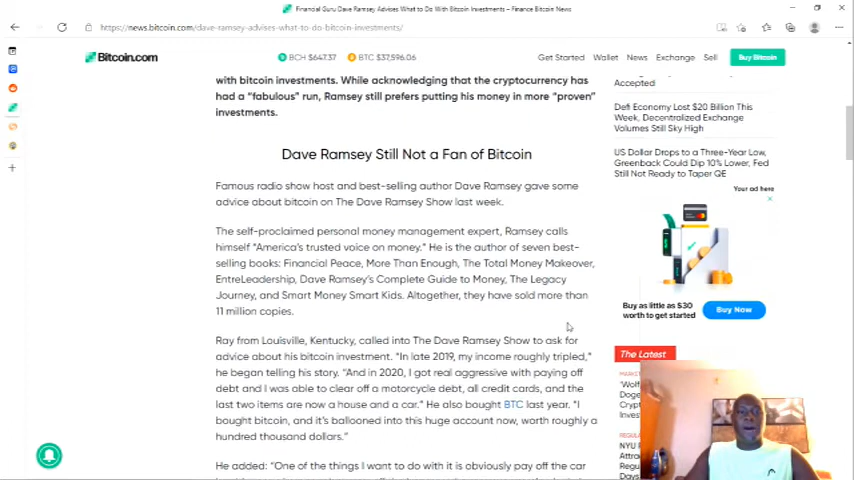 Financial Guru Dave Ramsey Advises What to Do With Bitcoin Investments – Finance Bitcoin News
https://news.bitcoin.com/dave-ramsey-advises-what-to-do-bitcoin-investments/
Bitcoin.com
BCH $647.37
BTC $37,596.06
Get Started
Wallet
News
Exchange
Sell
Buy Bitcoin
with bitcoin investments. While acknowledging that the cryptocurrency has
had a "fabulous" run, Ramsey still prefers putting his money in more "proven"
investments.
Dave Ramsey Still Not a Fan of Bitcoin
Famous radio show host and best-selling author Dave Ramsey gave some
advice about bitcoin on The Dave Ramsey Show last week.
The self-proclaimed personal money management expert, Ramsey calls
himself "America's trusted voice on money." He is the author of seven best-
selling books: Financial Peace, More Than Enough, The Total Money Makeover,
EntreLeadership, Dave Ramsey's Complete Guide to Money, The Legacy
Journey, and Smart Money Smart Kids. Altogether, they have sold more than
11 million copies.
Ray from Louisville, Kentucky, called into The Dave Ramsey Show to ask for
advice about his bitcoin investment. "In late 2019, my income roughly tripled,"
he began telling his story. "And in 2020, I got real aggressive with paying off
debt and I was able to clear off a motorcycle debt, all credit cards, and the
last two items are now a house and a car." He also bought BTC last year. "I
bought bitcoin, and it's ballooned into this huge account now, worth roughly a
hundred thousand dollars."
He added: "One of the things I want to do with it is obviously pay off the car
Accepted
Defi Economy Lost $20 Billion This
Week, Decentralized Exchange
Volumes Still Sky High
US Dollar Drops to a Three-Year Low,
Greenback Could Dip 10% Lower, Fed
Still Not Ready to Taper QE
Your ad here
Buy as little as $30
worth to get started
Buy Now
The Latest
'Wolf
Doge
Crypt
Inves
NYU
Regu
Days